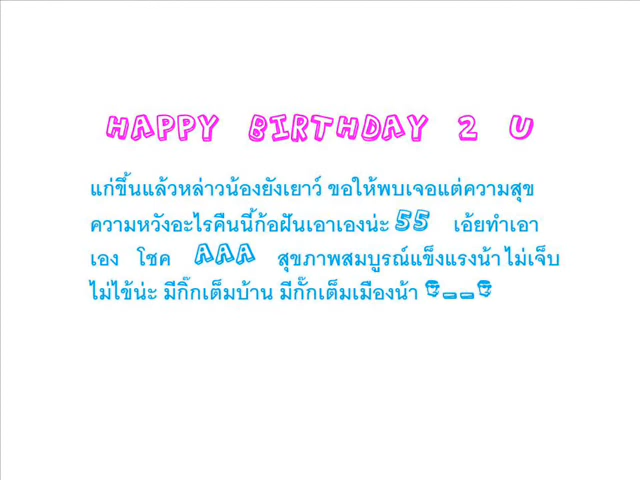 HAPPY BIRTHDAY 2 U
แก่ขึ้นแล้วหล่าวน้องยังเยาว์ ขอให้พบเจอแต่ความสุข
ความหวังอะไรคืนนี้ก้อฝันเอาเองน่ะ 55 เอ้ยทำเอา
เอง โชค AAA สุขภาพสมบูรณ์แข็งแรงน้า ไม่เจ็บ
ไม่ไข้น่ะ มีกิ๊กเต็มบ้าน มีกั๊กเต็มเมืองน้า